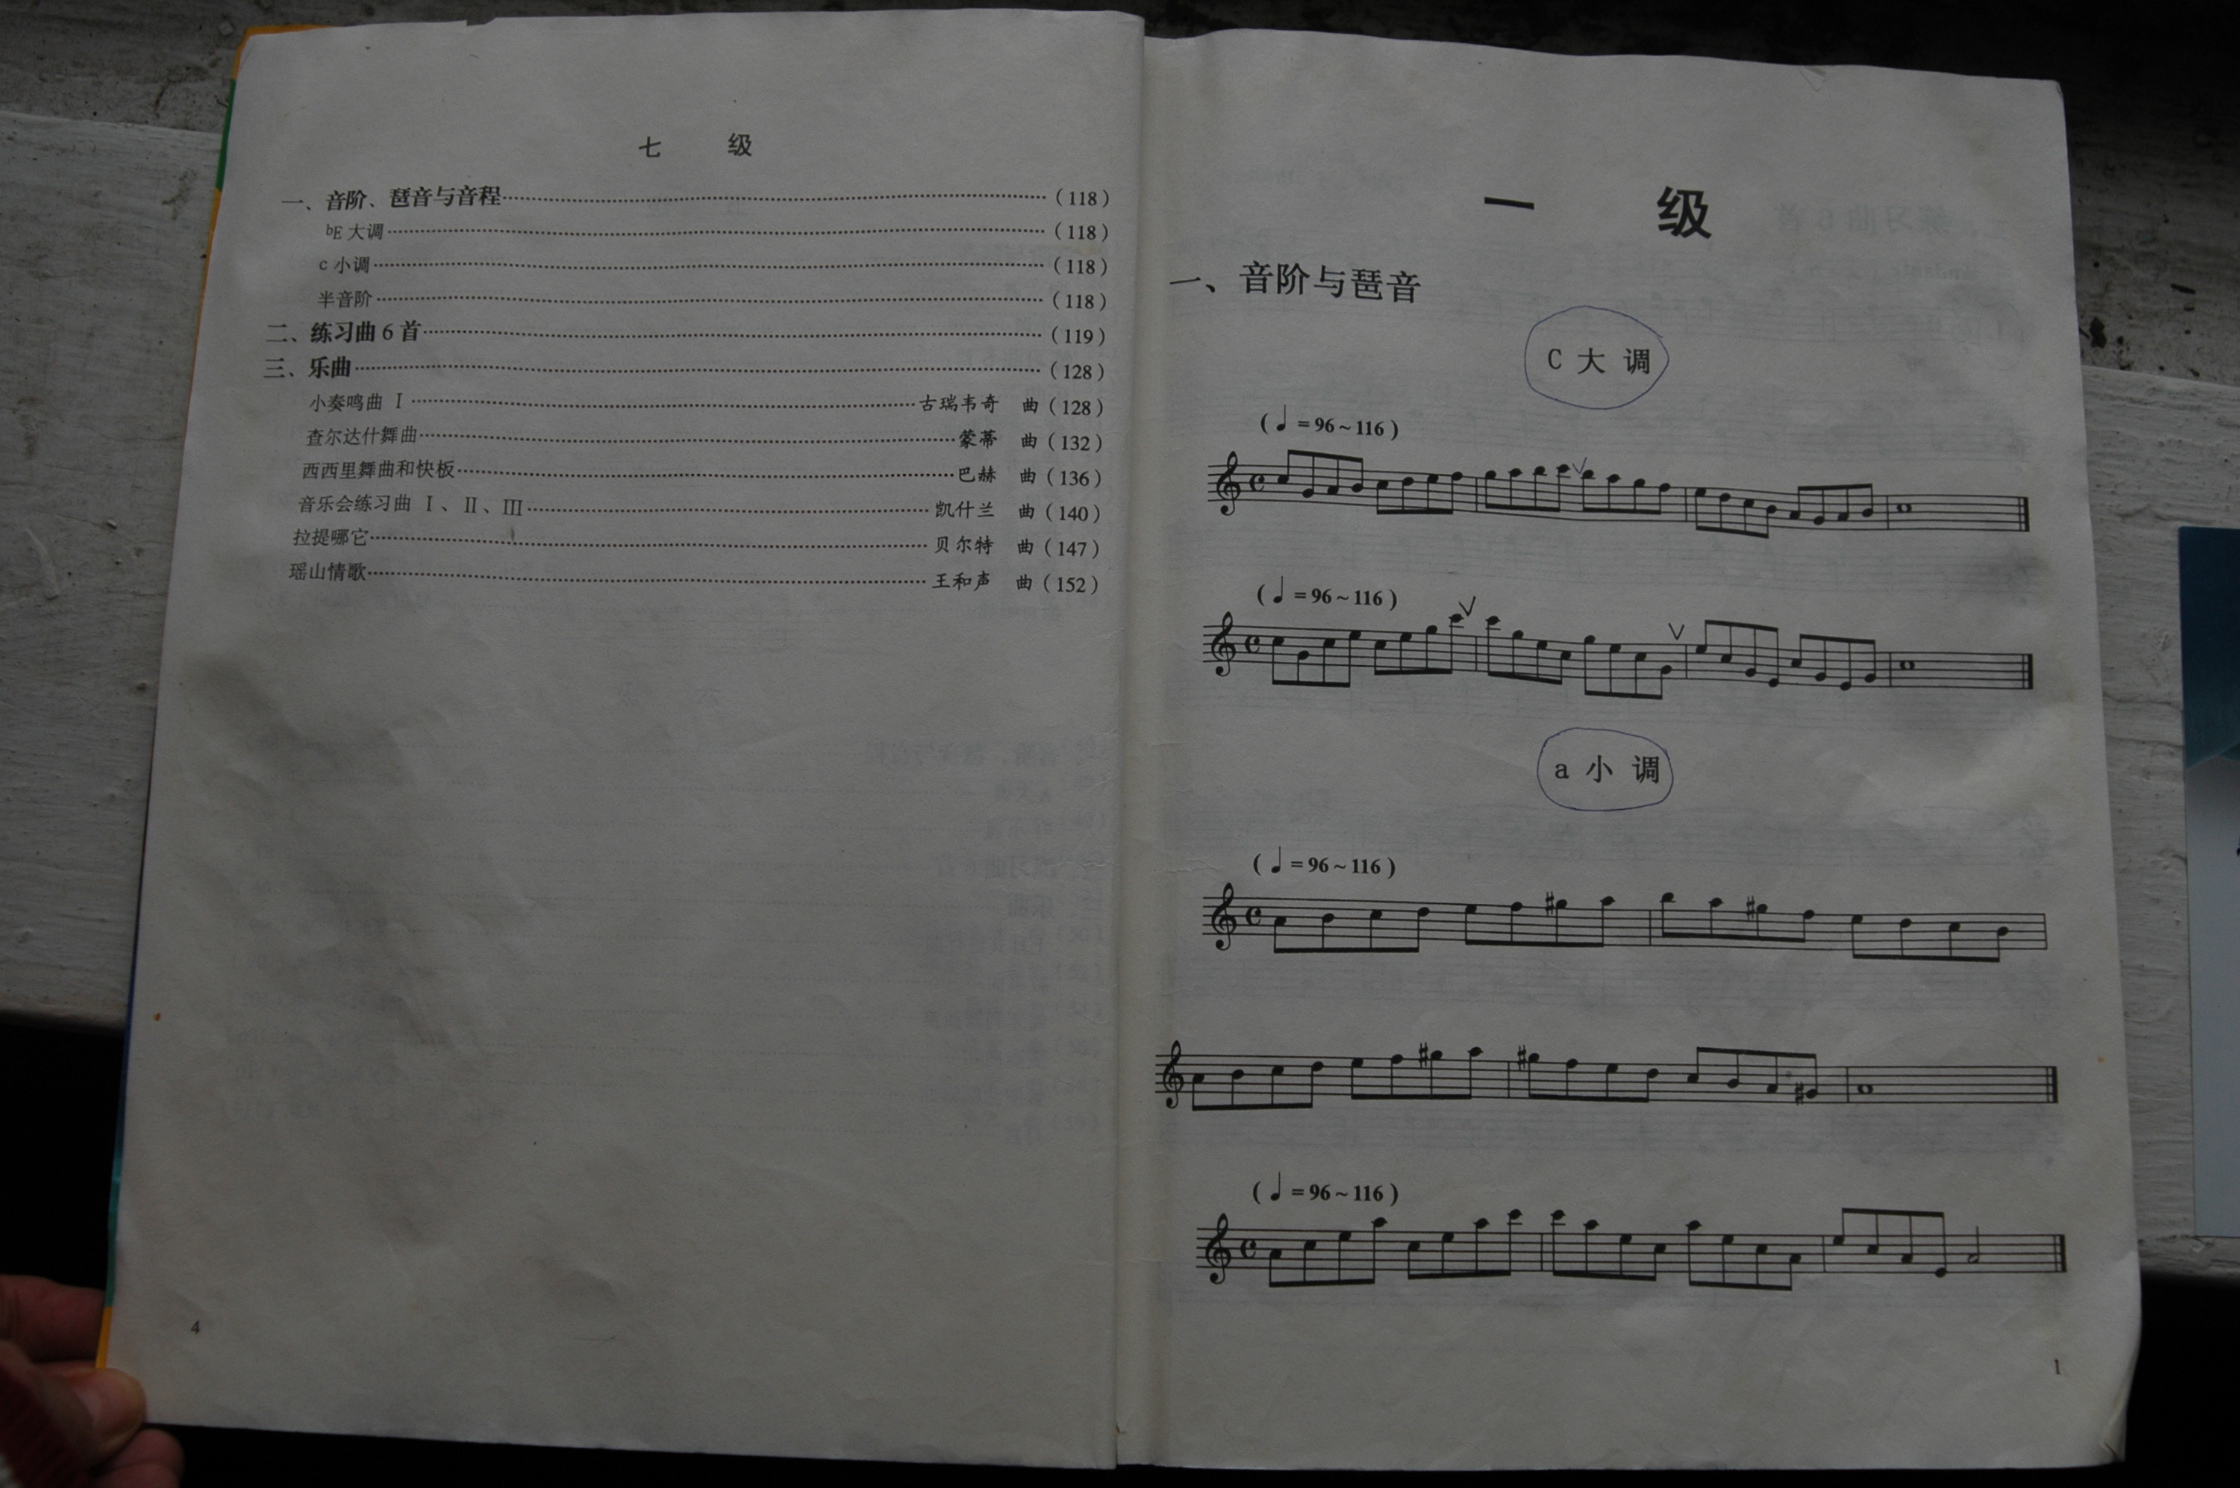 七 级
一、音阶、琶音与音程……(118)
ᵇE大调……(118)
c小调……(118)
半音阶……(118)
二、练习曲6首……(119)
三、乐曲……(128)
小奏鸣曲 Ⅰ……古瑞韦奇 曲(128)
查尔达什舞曲……蒙蒂 曲(132)
西西里舞曲和快板……巴赫 曲(136)
音乐会练习曲 Ⅰ、Ⅱ、Ⅲ……凯什兰 曲(140)
拉提哪它……贝尔特 曲(147)
瑶山情歌……王和声 曲(152)
4
一 级
一、音阶与琶音
C 大 调
(♩=96~116)
(♩=96~116)
a 小 调
(♩=96~116)
(♩=96~116)
1